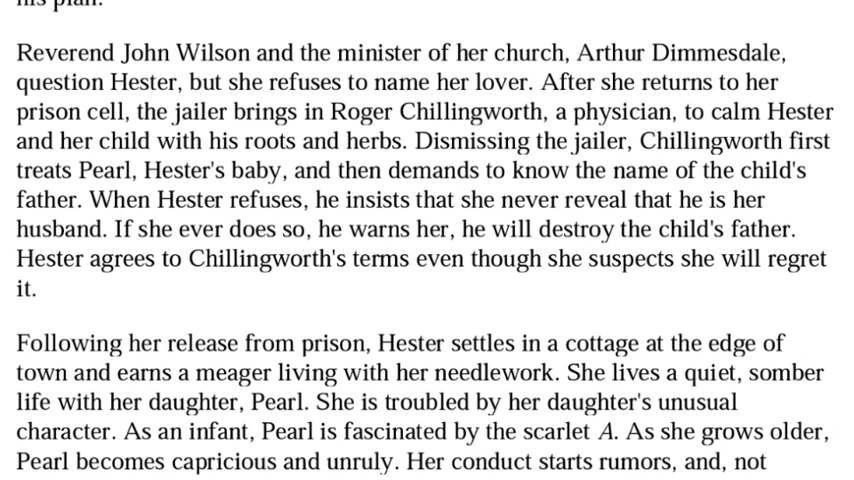 his plan.
Reverend John Wilson and the minister of her church, Arthur Dimmesdale,
question Hester, but she refuses to name her lover. After she returns to her
prison cell, the jailer brings in Roger Chillingworth, a physician, to calm Hester
and her child with his roots and herbs. Dismissing the jailer, Chillingworth first
treats Pearl, Hester's baby, and then demands to know the name of the child's
father. When Hester refuses, he insists that she never reveal that he is her
husband. If she ever does so, he warns her, he will destroy the child's father.
Hester agrees to Chillingworth's terms even though she suspects she will regret
it.
Following her release from prison, Hester settles in a cottage at the edge of
town and earns a meager living with her needlework. She lives a quiet, somber
life with her daughter, Pearl. She is troubled by her daughter's unusual
character. As an infant, Pearl is fascinated by the scarlet A. As she grows older,
Pearl becomes capricious and unruly. Her conduct starts rumors, and, not